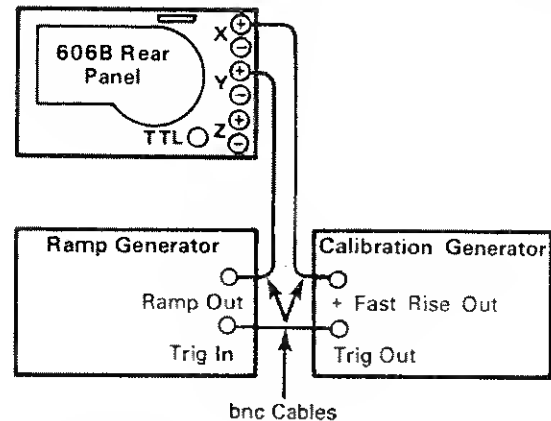 606B Rear
Panel
X
+
−
Y
+
−
TTL
Z
+
−
Ramp Generator
Ramp Out
Trig In
Calibration Generator
+ Fast Rise Out
Trig Out
bnc Cables